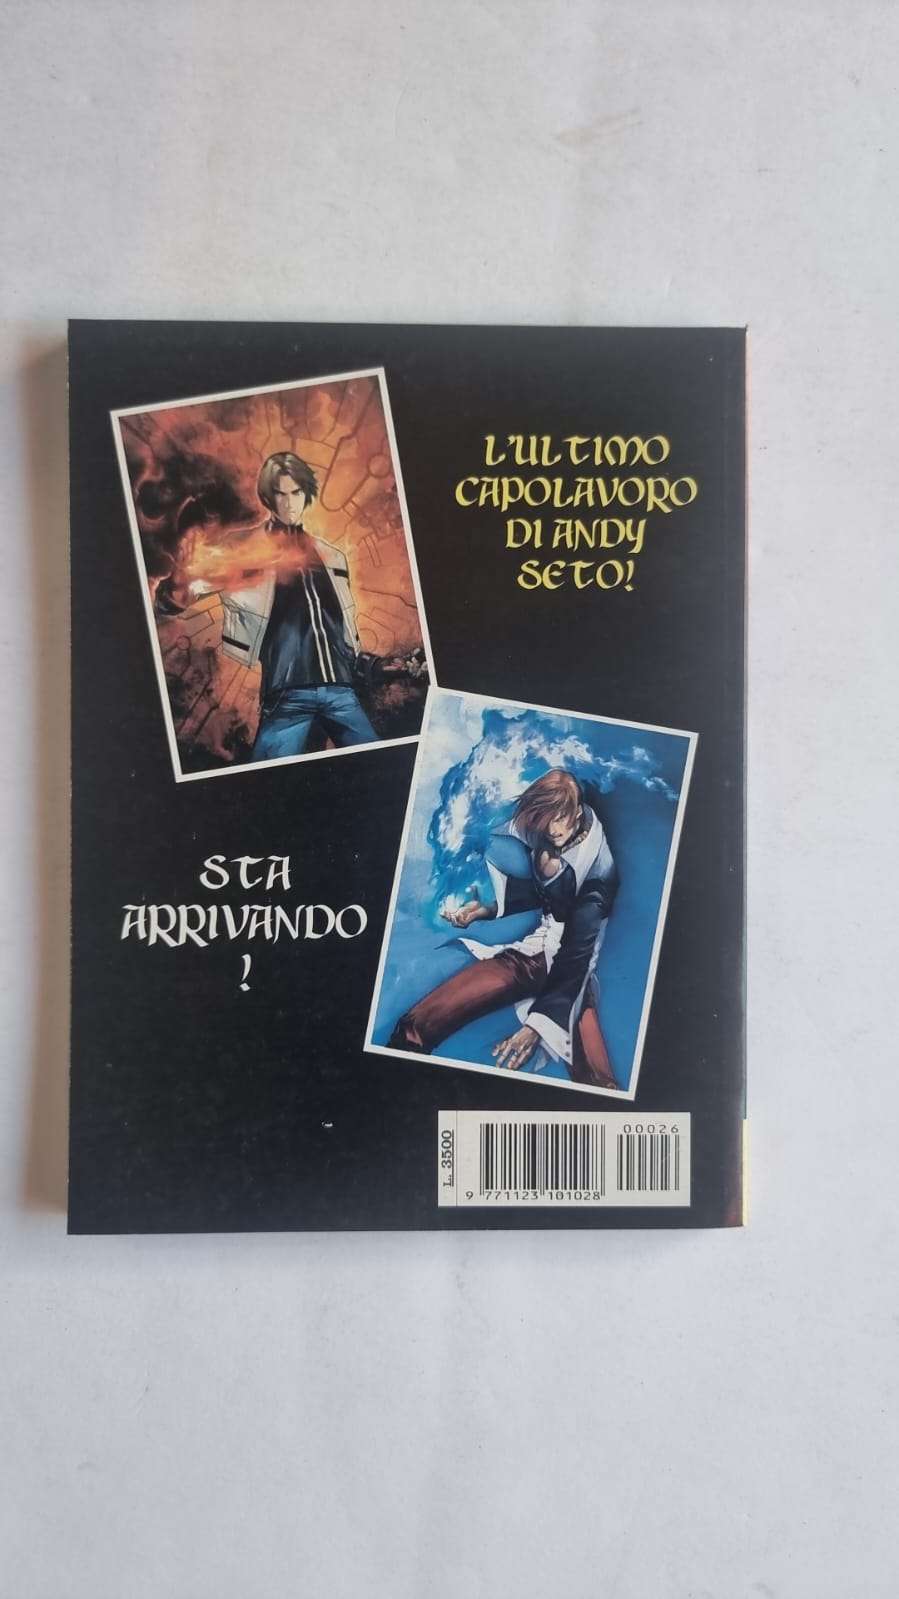 L'ULTIMO
CAPOLAVORO
DI ANDY
SETO!
STA
ARRIVANDO
!
L. 3500
00026
9 771123 101028